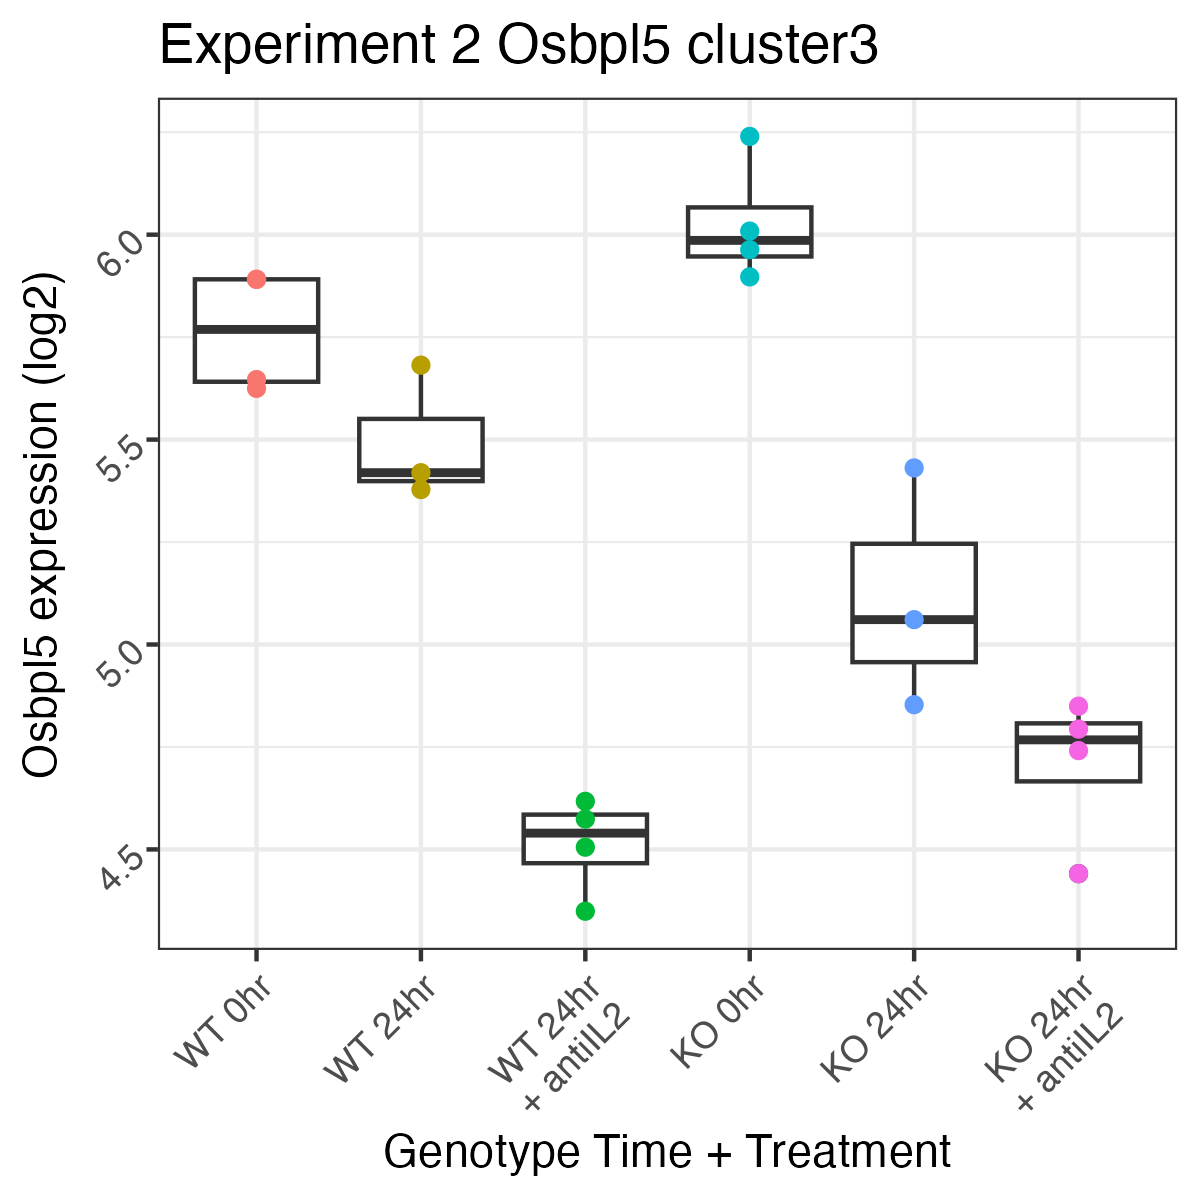 Experiment 2 Osbpl5 cluster3
Osbpl5 expression (log2)
6.0
5.5
5.0
4.5
WT 0hr
WT 24hr
WT 24hr
+ antiIL2
KO 0hr
KO 24hr
KO 24hr
+ antiIL2
Genotype Time + Treatment